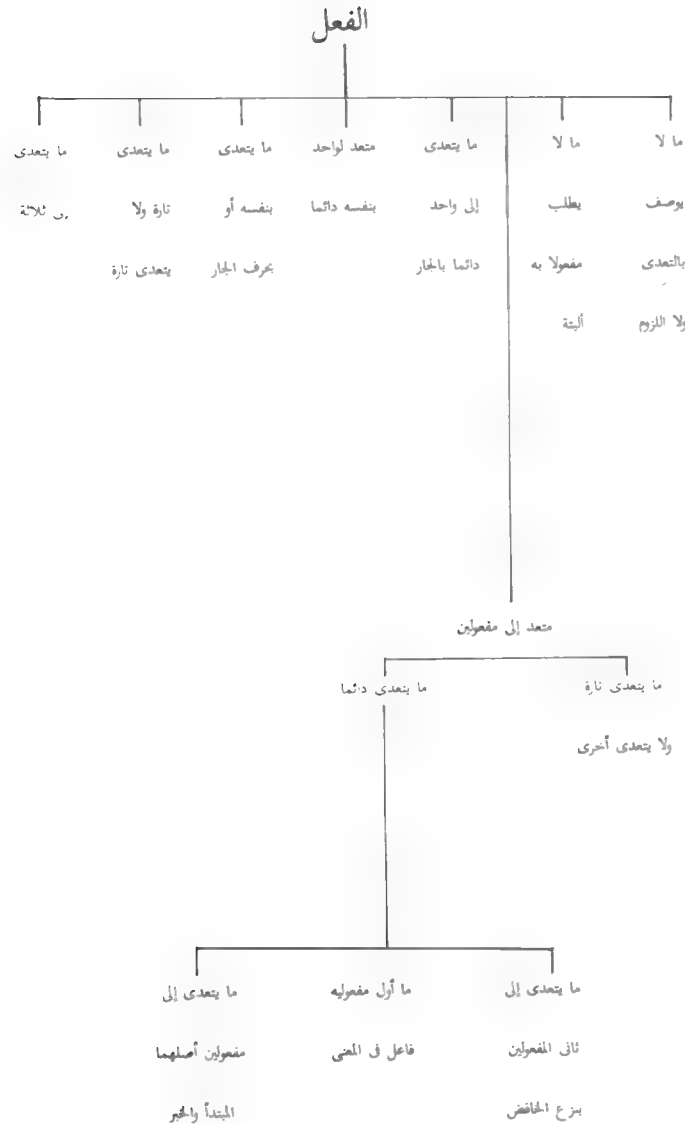 الفعل
ما لا
يوصف
بالتعدى
ولا اللزوم
ما لا
يطلب
مفعولا به
ألبتة
ما يتعدى
إلى واحد
دائما بالجار
متعد لواحد
بنفسه دائما
ما يتعدى
بنفسه أو
بحرف الجار
ما يتعدى
تارة ولا
يتعدى تارة
ما يتعدى
ثلاثة
متعد إلى مفعولين
ما يتعدى تارة
ولا يتعدى أخرى
ما يتعدى دائما
ما يتعدى إلى
ثانى المفعولين
بنزع الخافض
ما أول مفعوليه
فاعل فى المعنى
ما يتعدى إلى
مفعولين أصلهما
المبتدأ والخبر